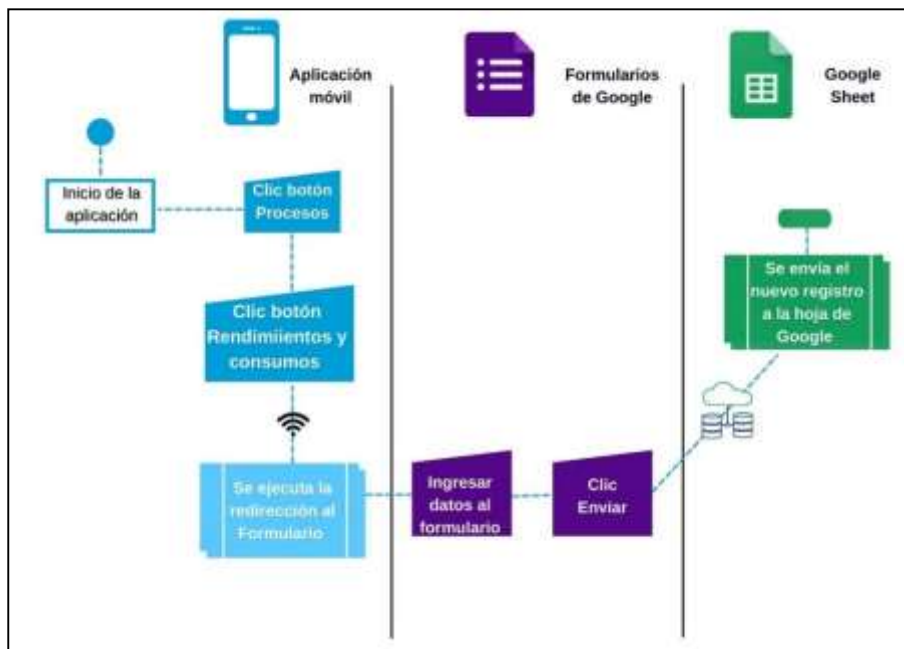 Aplicación
móvil
Formularios
de Google
Google
Sheet
Inicio de la
aplicación
Clic botón
Procesos
Clic botón
Rendimiientos y
consumos
Se ejecuta la
redirección al
Formulario
Ingresar
datos al
formulario
Clic
Enviar
Se envía el
nuevo registro
a la hoja de
Google